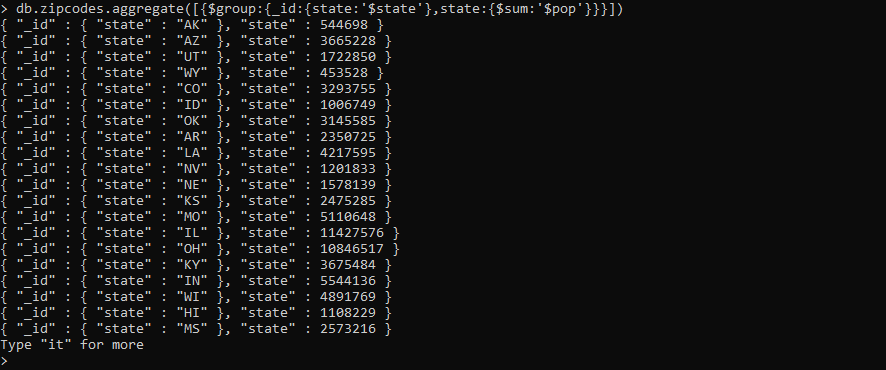 > db.zipcodes.aggregate([{$group:{_id:{state:'$state'},state:{$sum:'$pop'}}}])
{ "_id" : { "state" : "AK" }, "state" : 544698 }
{ "_id" : { "state" : "AZ" }, "state" : 3665228 }
{ "_id" : { "state" : "UT" }, "state" : 1722850 }
{ "_id" : { "state" : "WY" }, "state" : 453528 }
{ "_id" : { "state" : "CO" }, "state" : 3293755 }
{ "_id" : { "state" : "ID" }, "state" : 1006749 }
{ "_id" : { "state" : "OK" }, "state" : 3145585 }
{ "_id" : { "state" : "AR" }, "state" : 2350725 }
{ "_id" : { "state" : "LA" }, "state" : 4217595 }
{ "_id" : { "state" : "NV" }, "state" : 1201833 }
{ "_id" : { "state" : "NE" }, "state" : 1578139 }
{ "_id" : { "state" : "KS" }, "state" : 2475285 }
{ "_id" : { "state" : "MO" }, "state" : 5110648 }
{ "_id" : { "state" : "IL" }, "state" : 11427576 }
{ "_id" : { "state" : "OH" }, "state" : 10846517 }
{ "_id" : { "state" : "KY" }, "state" : 3675484 }
{ "_id" : { "state" : "IN" }, "state" : 5544136 }
{ "_id" : { "state" : "WI" }, "state" : 4891769 }
{ "_id" : { "state" : "HI" }, "state" : 1108229 }
{ "_id" : { "state" : "MS" }, "state" : 2573216 }
Type "it" for more
>